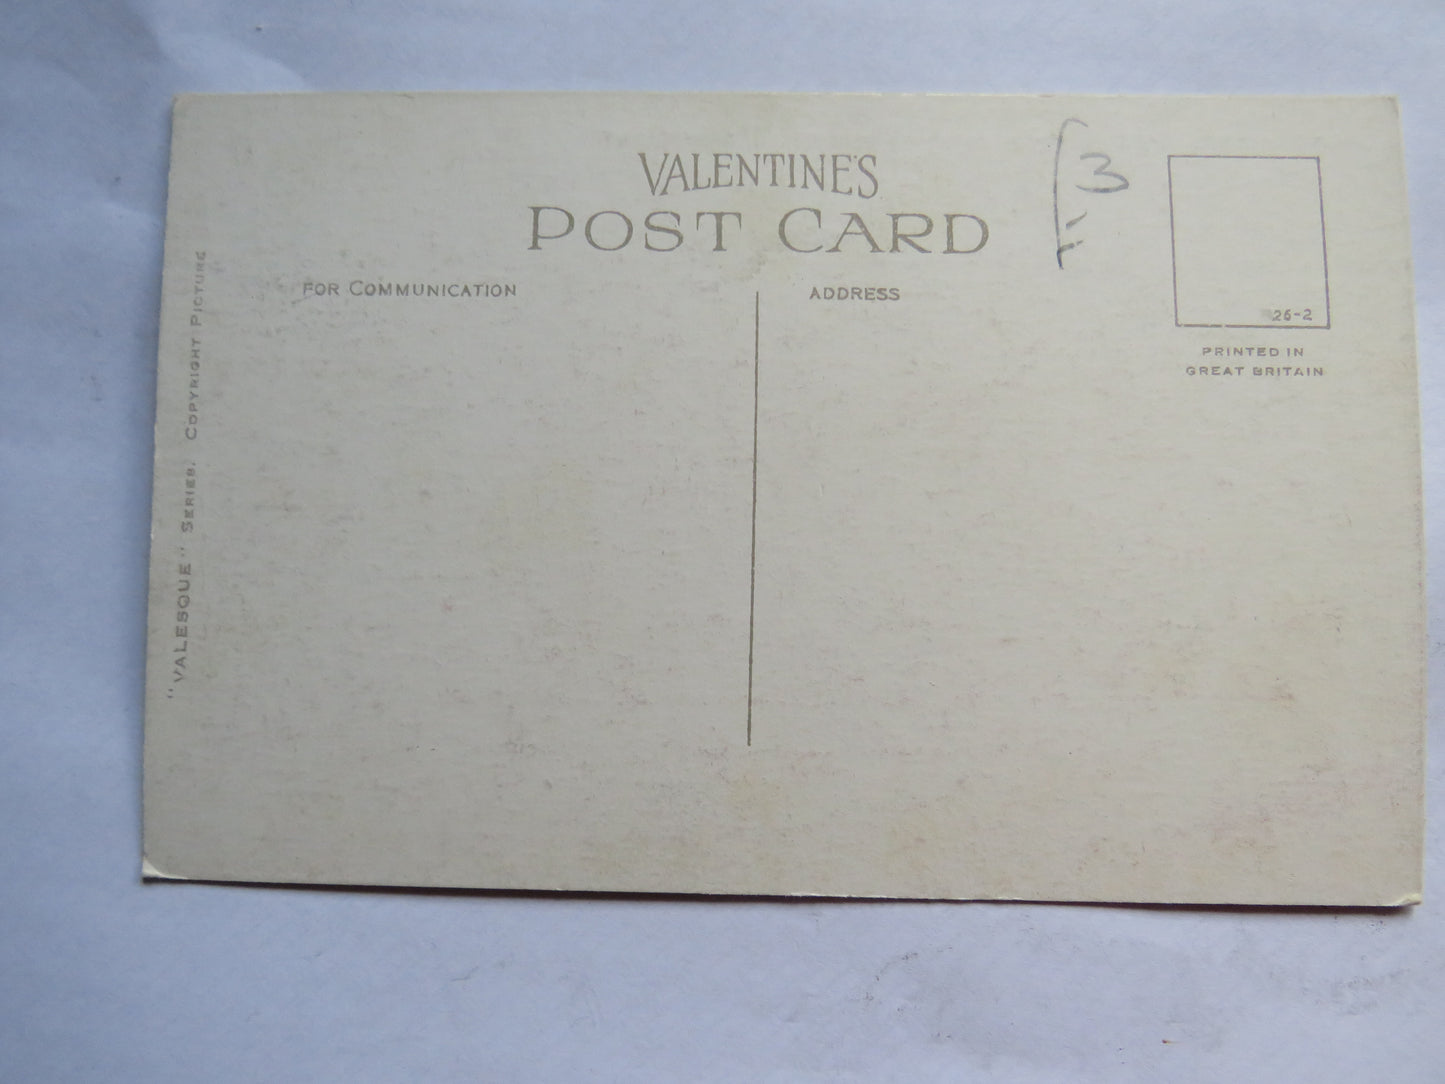 VALENTINE'S
POST CARD
FOR COMMUNICATION
ADDRESS
3
26-2
PRINTED IN
GREAT BRITAIN
"VALESQUE" SERIES. COPYRIGHT PICTURE